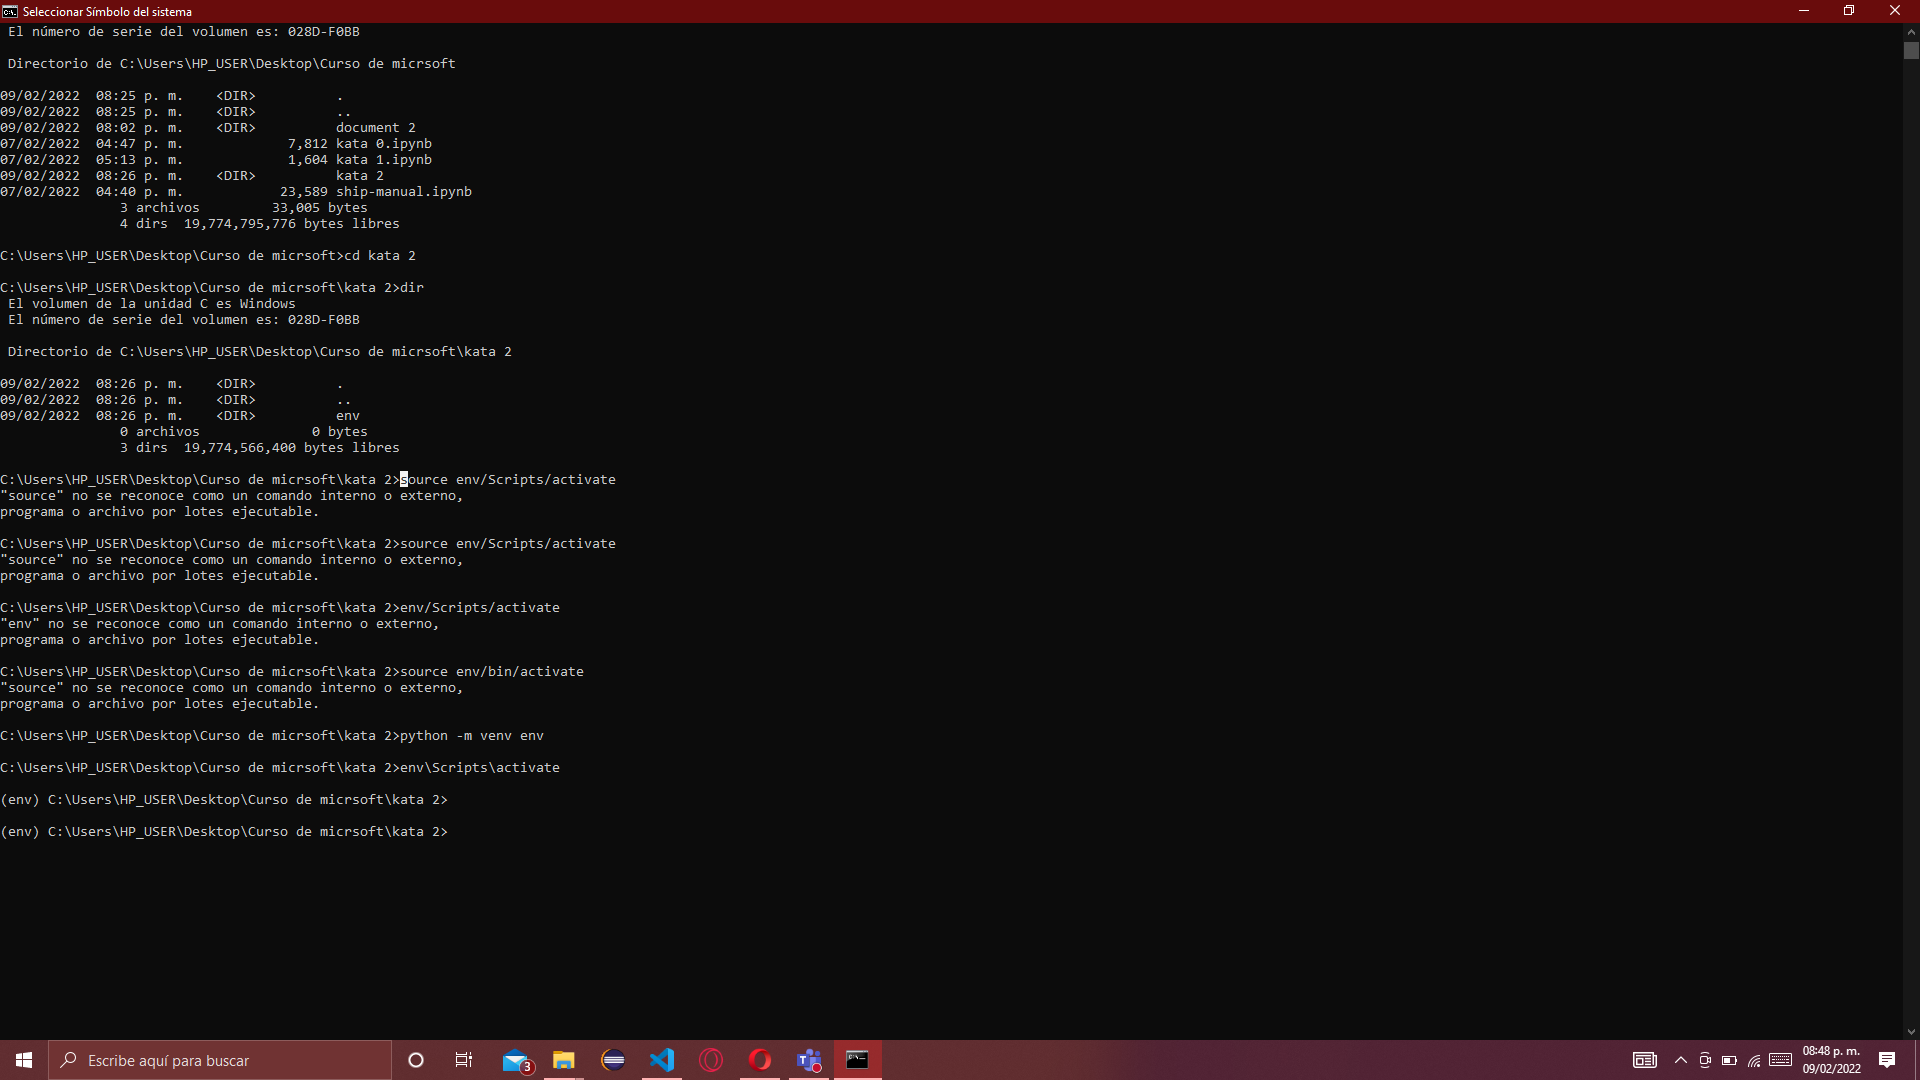 Seleccionar Símbolo del sistema
El número de serie del volumen es: 028D-F0BB
Directorio de C:\Users\HP_USER\Desktop\Curso de micrsoft
09/02/2022  08:25 p. m.    <DIR>          .
09/02/2022  08:25 p. m.    <DIR>          ..
09/02/2022  08:02 p. m.    <DIR>          document 2
07/02/2022  04:47 p. m.             7,812 kata 0.ipynb
07/02/2022  05:13 p. m.             1,604 kata 1.ipynb
09/02/2022  08:26 p. m.    <DIR>          kata 2
07/02/2022  04:40 p. m.            23,589 ship-manual.ipynb
3 archivos         33,005 bytes
4 dirs  19,774,795,776 bytes libres
C:\Users\HP_USER\Desktop\Curso de micrsoft>cd kata 2
C:\Users\HP_USER\Desktop\Curso de micrsoft\kata 2>dir
El volumen de la unidad C es Windows
El número de serie del volumen es: 028D-F0BB
Directorio de C:\Users\HP_USER\Desktop\Curso de micrsoft\kata 2
09/02/2022  08:26 p. m.    <DIR>          .
09/02/2022  08:26 p. m.    <DIR>          ..
09/02/2022  08:26 p. m.    <DIR>          env
0 archivos              0 bytes
3 dirs  19,774,566,400 bytes libres
C:\Users\HP_USER\Desktop\Curso de micrsoft\kata 2>source env/Scripts/activate
"source" no se reconoce como un comando interno o externo,
programa o archivo por lotes ejecutable.
C:\Users\HP_USER\Desktop\Curso de micrsoft\kata 2>source env/Scripts/activate
"source" no se reconoce como un comando interno o externo,
programa o archivo por lotes ejecutable.
C:\Users\HP_USER\Desktop\Curso de micrsoft\kata 2>env/Scripts/activate
"env" no se reconoce como un comando interno o externo,
programa o archivo por lotes ejecutable.
C:\Users\HP_USER\Desktop\Curso de micrsoft\kata 2>source env/bin/activate
"source" no se reconoce como un comando interno o externo,
programa o archivo por lotes ejecutable.
C:\Users\HP_USER\Desktop\Curso de micrsoft\kata 2>python -m venv env
C:\Users\HP_USER\Desktop\Curso de micrsoft\kata 2>env\Scripts\activate
(env) C:\Users\HP_USER\Desktop\Curso de micrsoft\kata 2>
(env) C:\Users\HP_USER\Desktop\Curso de micrsoft\kata 2>
Escribe aquí para buscar
3
08:48 p. m.
09/02/2022